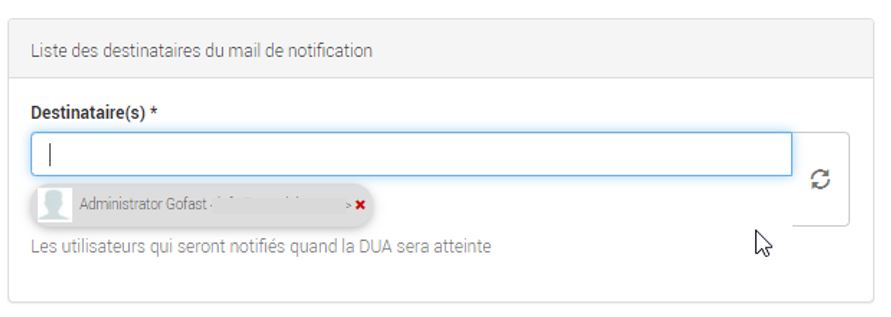 Liste des destinataires du mail de notification
Destinataire(s) *
Administrator Gofast
Les utilisateurs qui seront notifiés quand la DUA sera atteinte